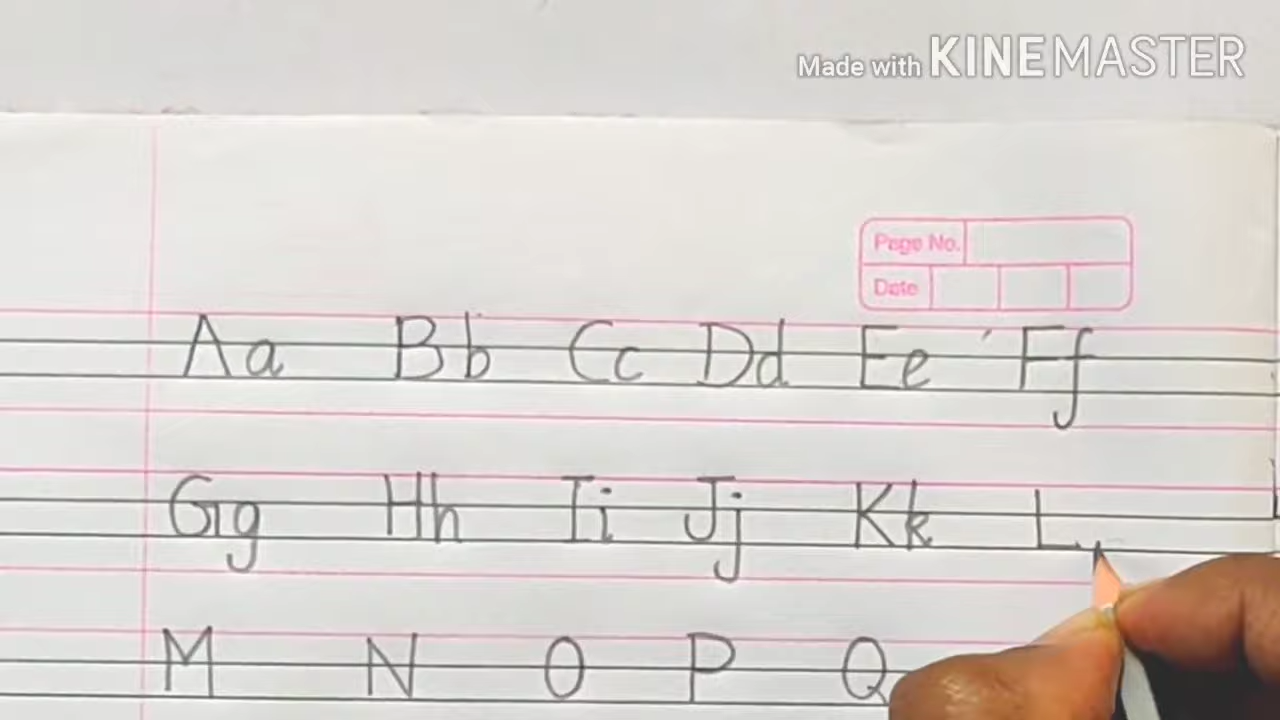 Made with KINEMASTER
Page No.
Date
Aa Bb Cc Dd Ee Ff
Gg Hh Ii Jj Kk L
M N O P Q